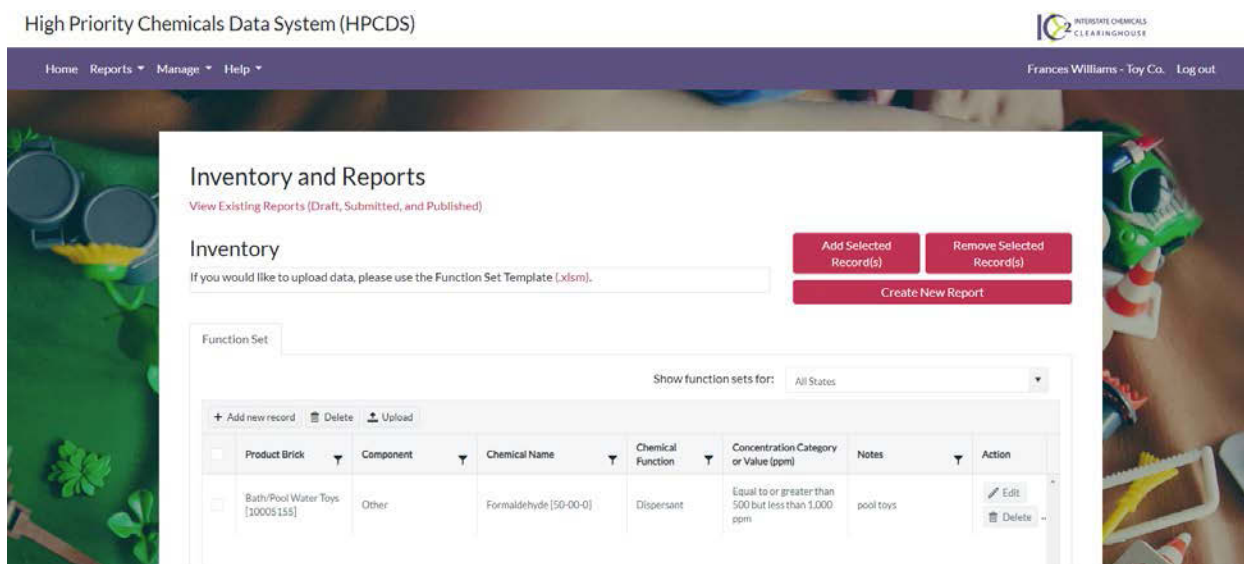 High Priority Chemicals Data System (HPCDS)
IC2 INTERSTATE CHEMICALS
CLEARINGHOUSE
Home Reports Manage Help Frances Williams - Toy Co. Log out
Inventory and Reports
View Existing Reports (Draft, Submitted, and Published)
Inventory
Add Selected
Record(s)
Remove Selected
Record(s)
If you would like to upload data, please use the Function Set Template (.xlsm).
Create New Report
Function Set
Show function sets for: All States
+ Add new record Delete Upload
Product Brick
Component
Chemical Name
Chemical
Function
Concentration Category
or Value (ppm)
Notes
Action
Bath/Pool Water Toys
[10005155]
Other
Formaldehyde [50-00-0]
Dispersant
Equal to or greater than
500 but less than 1,000
ppm
pool toys
Edit
Delete